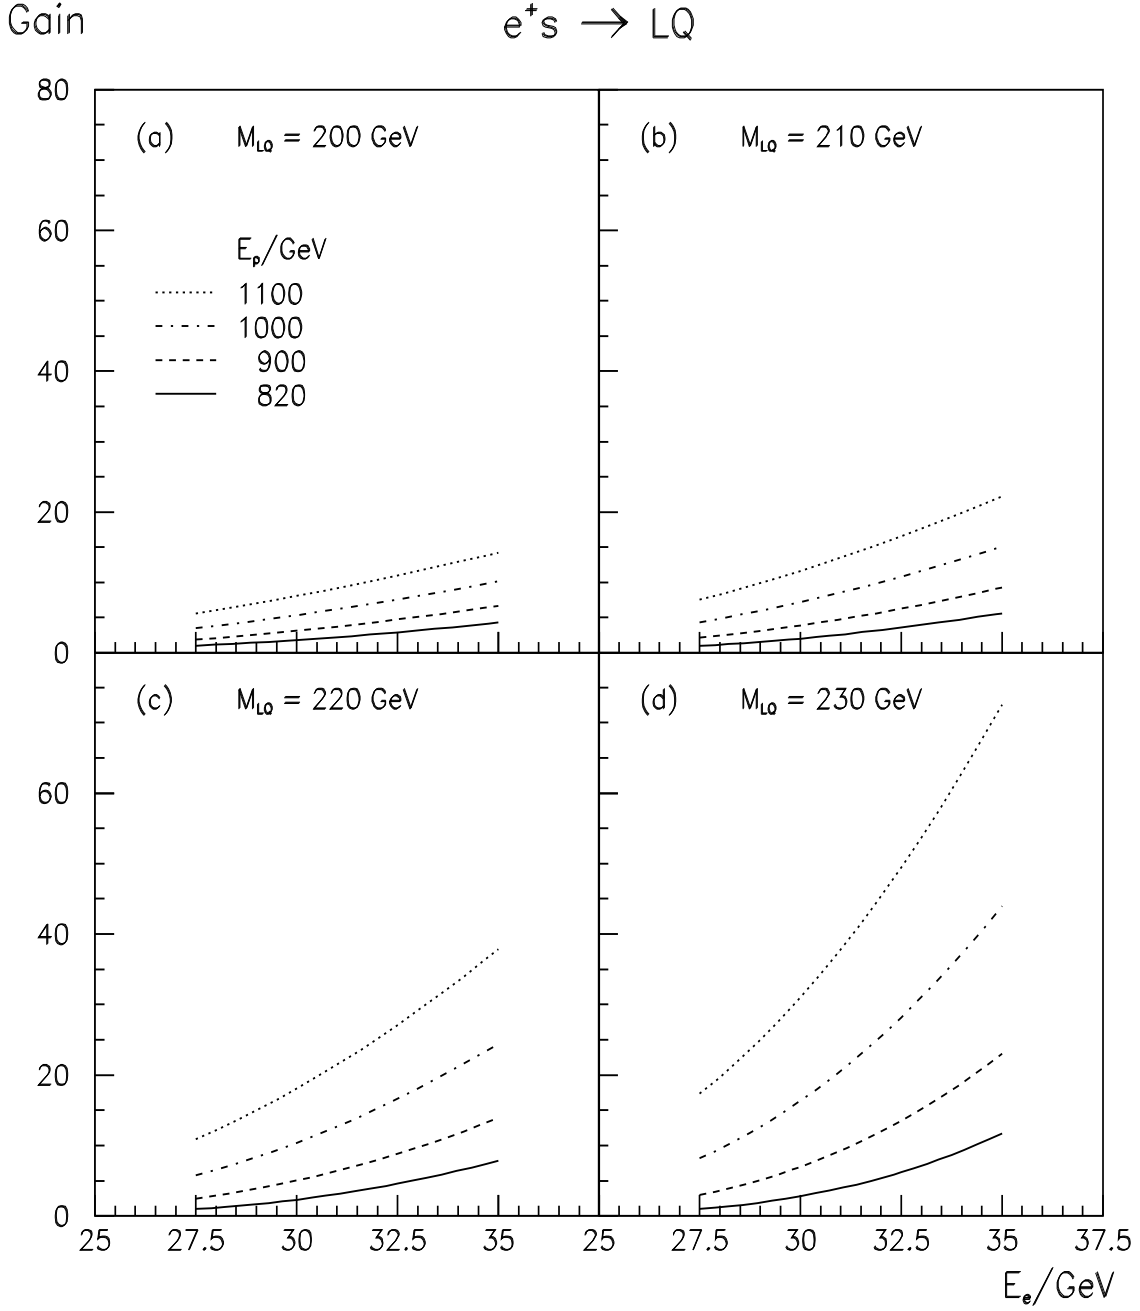 Gain e⁺s → LQ
80
(a) M_LQ = 200 GeV (b) M_LQ = 210 GeV
60
E_p/GeV
1100
1000
40
900
820
20
0
(c) M_LQ = 220 GeV (d) M_LQ = 230 GeV
60
40
20
0
25 27.5 30 32.5 35 25 27.5 30 32.5 35 37.5
E_e/GeV